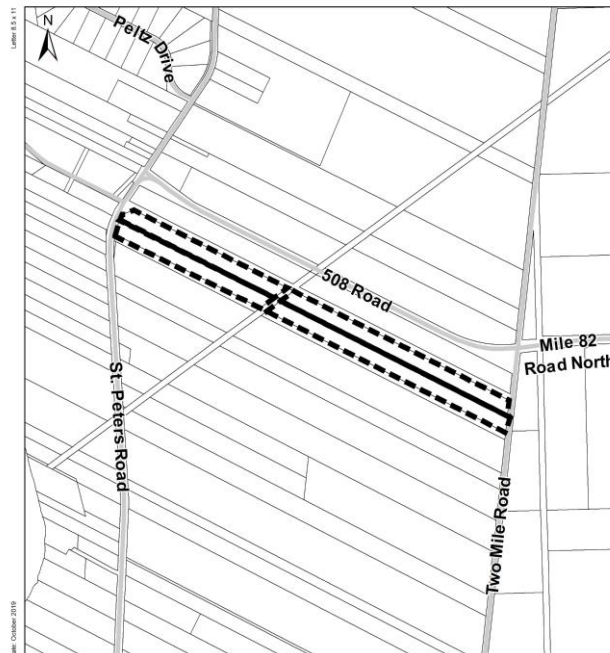 Letter 8.5 x 11
N
Peltz Drive
508 Road
Mile 82
Road North
St. Peters Road
Two Mile Road
October 2019